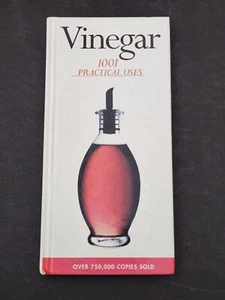 Vinegar
1001
PRACTICAL USES
OVER 750,000 COPIES SOLD